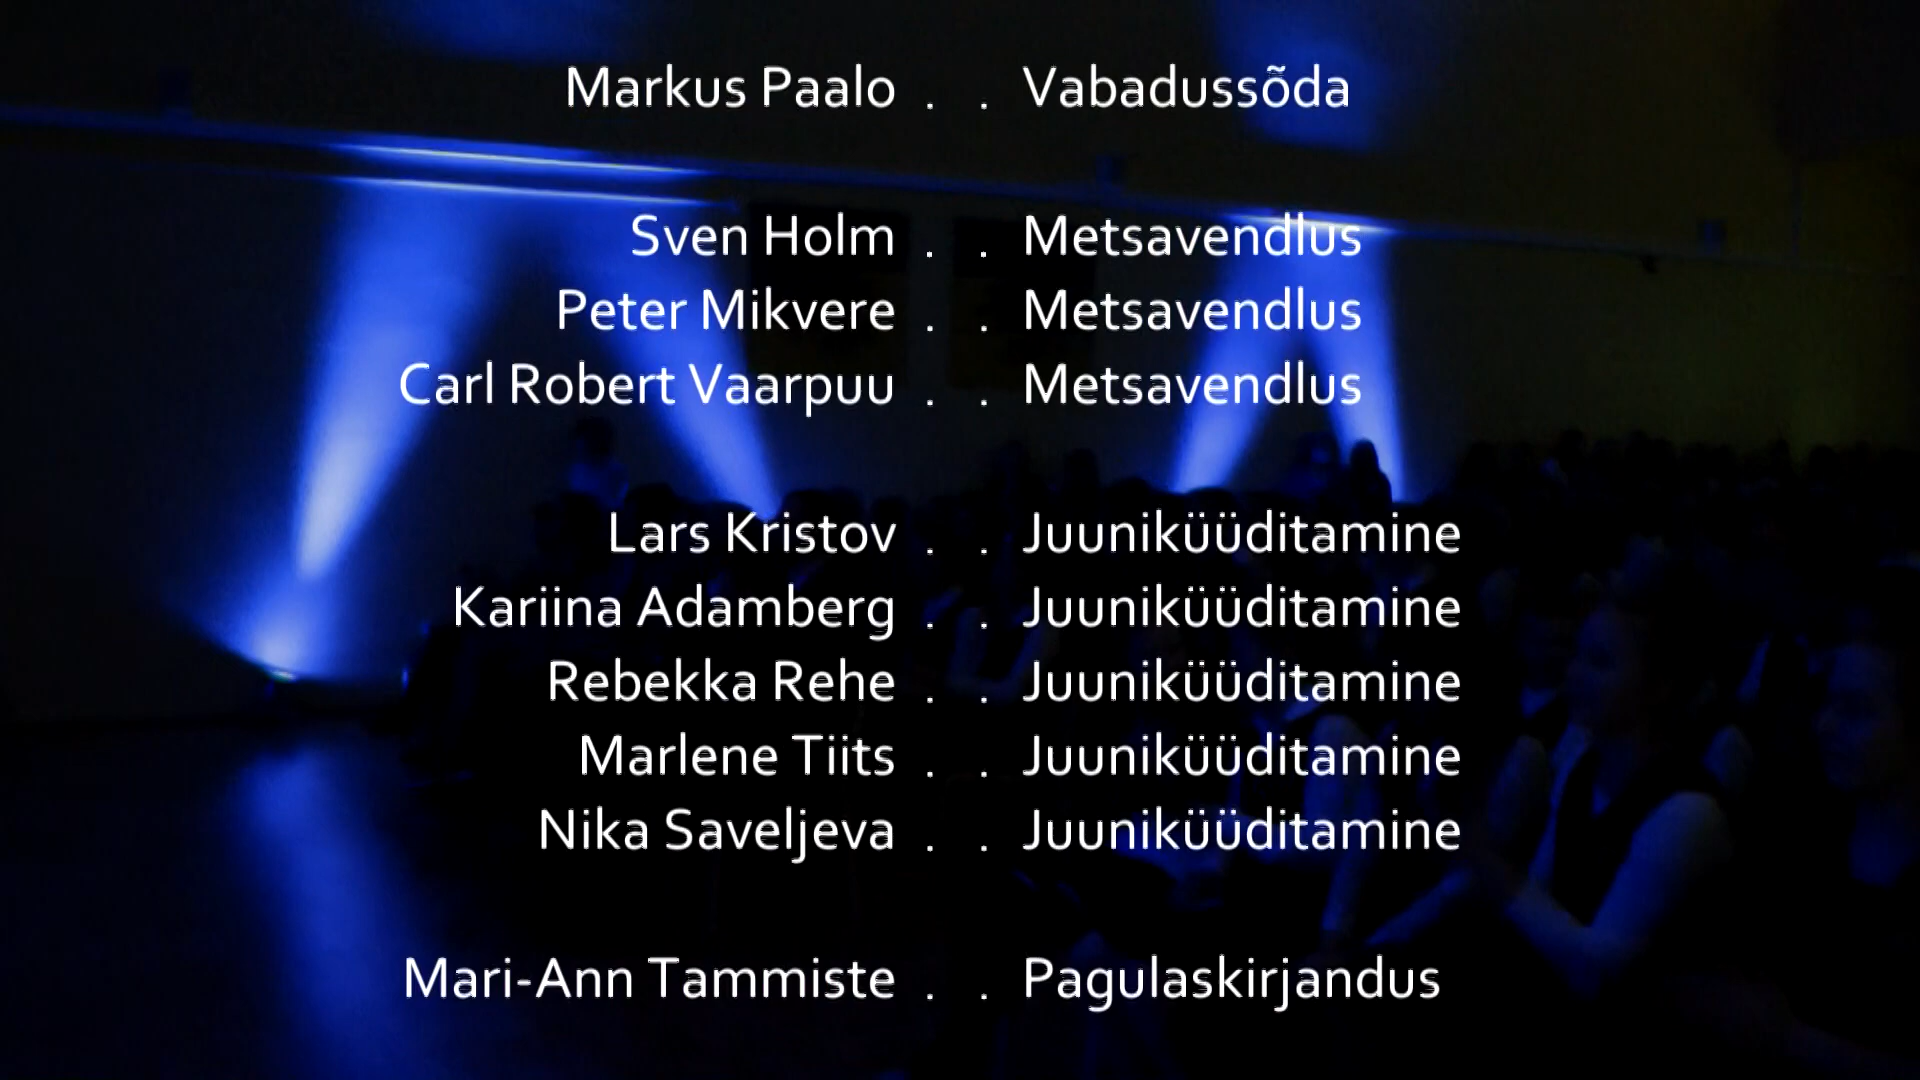 Markus Paalo . . Vabadussõda
Sven Holm . . Metsavendlus
Peter Mikvere . . Metsavendlus
Carl Robert Vaarpuu . . Metsavendlus
Lars Kristov . . Juuniküüditamine
Kariina Adamberg . . Juuniküüditamine
Rebekka Rehe . . Juuniküüditamine
Marlene Tiits . . Juuniküüditamine
Nika Saveljeva . . Juuniküüditamine
Mari-Ann Tammiste . . Pagulaskirjandus